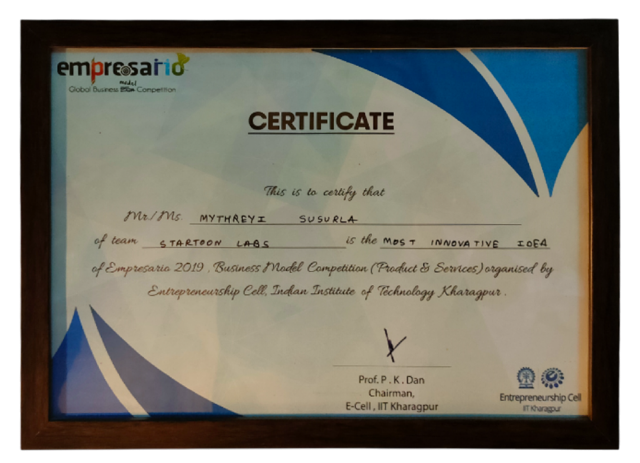 empresario
Global Business Model Competition
CERTIFICATE
This is to certify that
Mr./Ms. MYTHREYI SUSURLA
of team STARTOON LABS is the MOST INNOVATIVE IDEA
of Empresario 2019, Business Model Competition (Product & Services) organised by
Entrepreneurship Cell, Indian Institute of Technology Kharagpur.
Prof. P. K. Dan
Chairman,
E-Cell, IIT Kharagpur
Entrepreneurship Cell
IIT Kharagpur